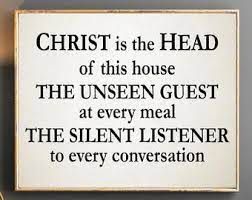 CHRIST is the HEAD
of this house
THE UNSEEN GUEST
at every meal
THE SILENT LISTENER
to every conversation